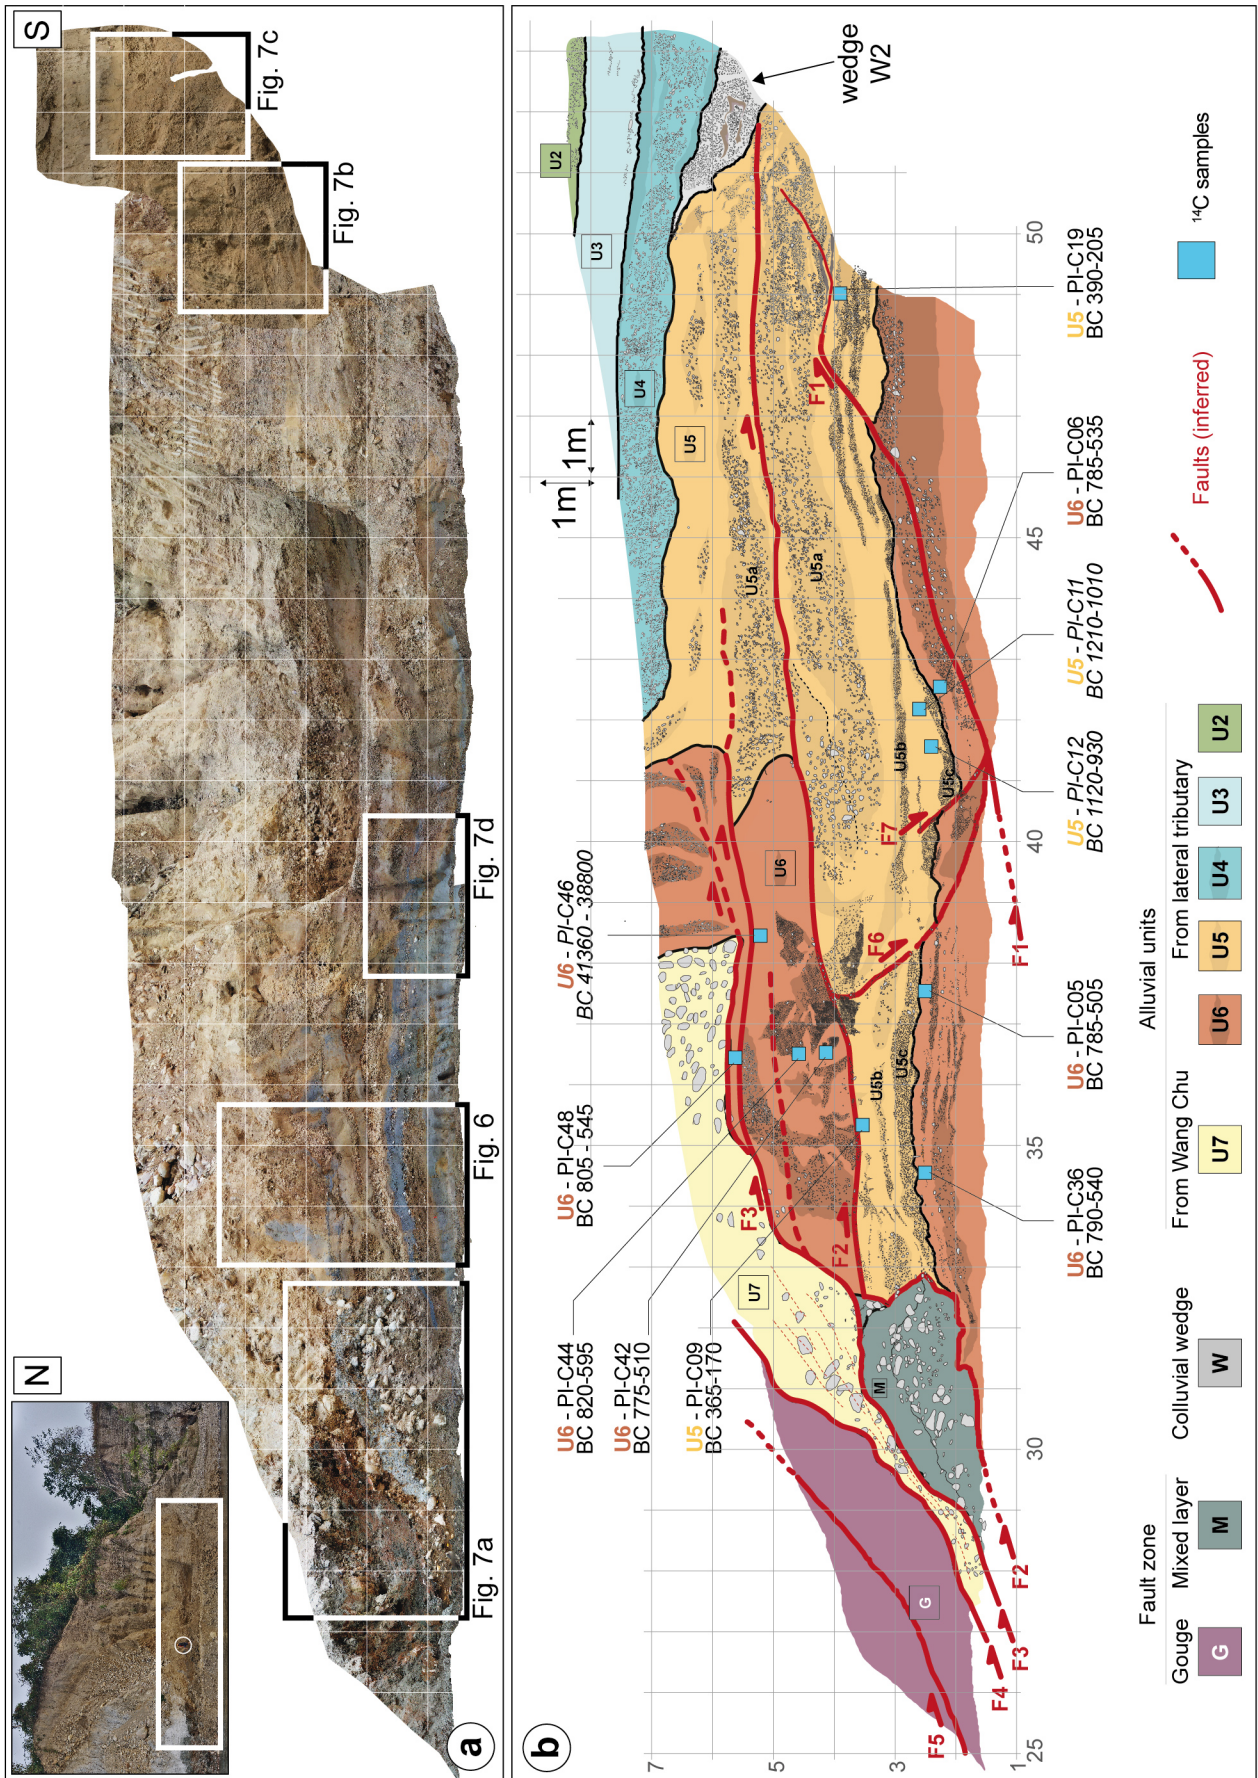 N
S
Fig. 7a
Fig. 6
Fig. 7d
Fig. 7b
Fig. 7c
a
b
U6 - PI-C44
BC 820-595
U6 - PI-C42
BC 775-510
U5 - PI-C09
BC 365-170
U6 - PI-C48
BC 805 - 545
U6 - PI-C46
BC 41360 - 38800
1m
1m
wedge
W2
U2
U3
U4
U5
U5a
U5a
U6
U7
U5b
U5c
U5b
U5c
M
G
F1
F1
F2
F2
F3
F3
F4
F5
F6
F7
7
5
3
1
25
30
35
40
45
50
U6 - PI-C36
BC 790-540
U6 - PI-C05
BC 785-505
U5 - PI-C12
BC 1120-930
U5 - PI-C11
BC 1210-1010
U6 - PI-C06
BC 785-535
U5 - PI-C19
BC 390-205
Fault zone
Gouge
Mixed layer
Colluvial wedge
Alluvial units
From Wang Chu
From lateral tributary
G
M
W
U7
U6
U5
U4
U3
U2
Faults (inferred)
¹⁴C samples